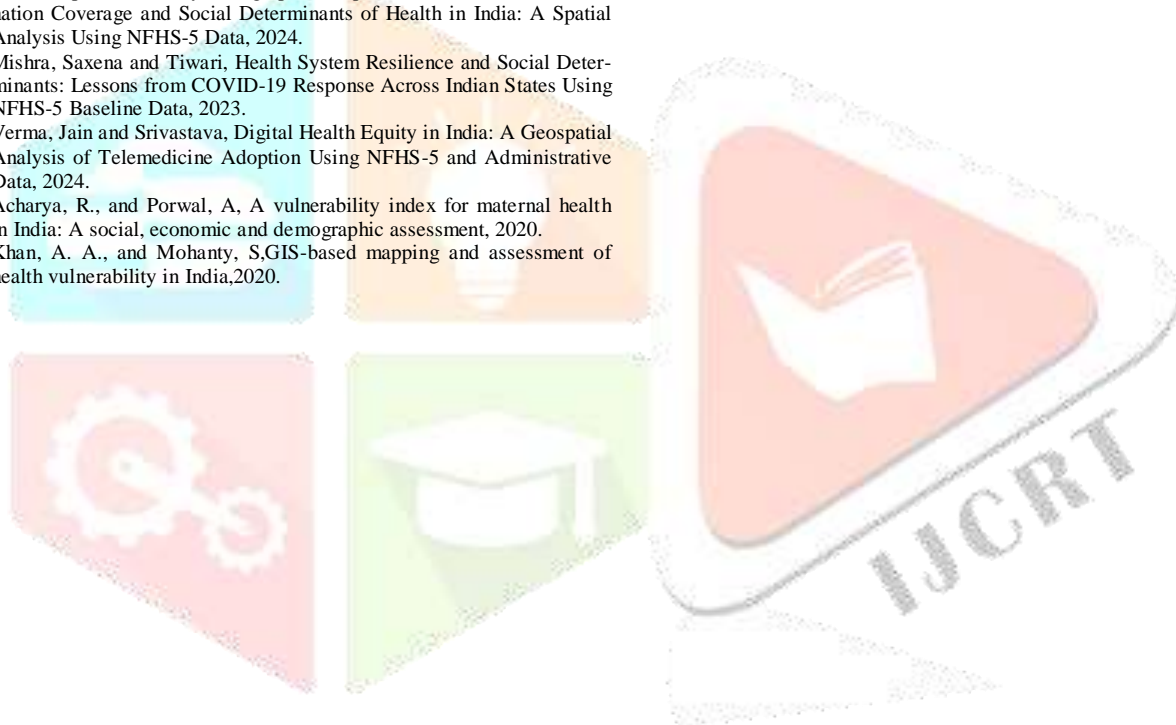 nation Coverage and Social Determinants of Health in India: A Spatial
Analysis Using NFHS-5 Data, 2024.
Mishra, Saxena and Tiwari, Health System Resilience and Social Deter-
minants: Lessons from COVID-19 Response Across Indian States Using
NFHS-5 Baseline Data, 2023.
Verma, Jain and Srivastava, Digital Health Equity in India: A Geospatial
Analysis of Telemedicine Adoption Using NFHS-5 and Administrative
Data, 2024.
Acharya, R., and Porwal, A, A vulnerability index for maternal health
in India: A social, economic and demographic assessment, 2020.
Khan, A. A., and Mohanty, S,GIS-based mapping and assessment of
health vulnerability in India,2020.
IJCRT